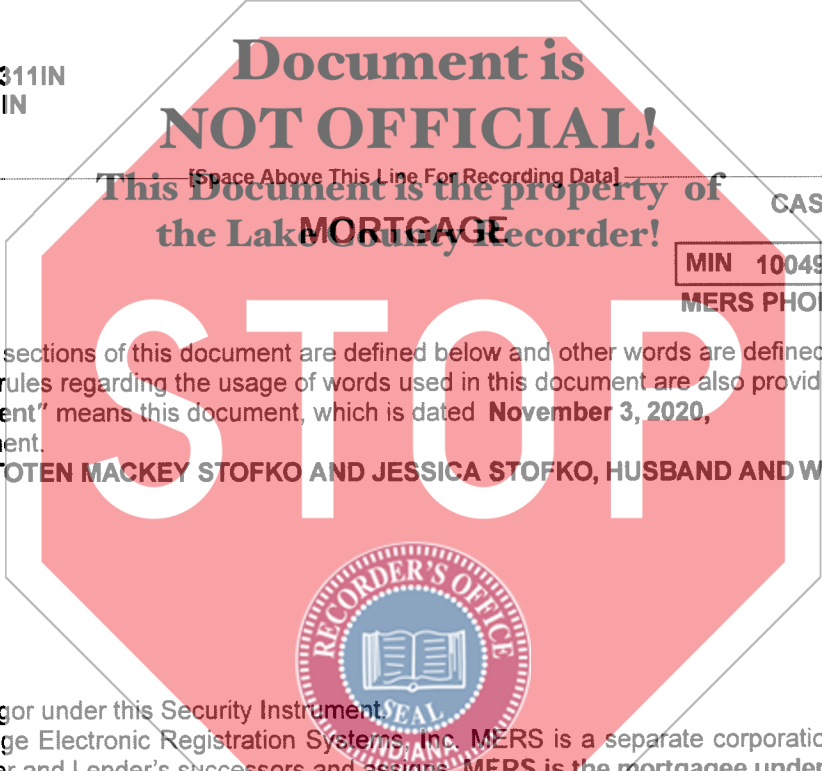 Document is
311IN
IN
NOT OFFICIAL!
[Space Above This Line For Recording Data]
This Document is the property of
CAS
the Lake County Recorder!
MORTGAGE
MIN 10049
MERS PHO
STOP
sections of this document are defined below and other words are defined
rules regarding the usage of words used in this document are also provid
ent" means this document, which is dated November 3, 2020,
ent.
OTEN MACKEY STOFKO AND JESSICA STOFKO, HUSBAND AND W
RECORDER'S OFFICE
SEAL
INDIANA
gor under this Security Instrument.
ge Electronic Registration Systems, Inc. MERS is a separate corporatio
er and Lender's successors and assigns. MERS is the mortgagee under